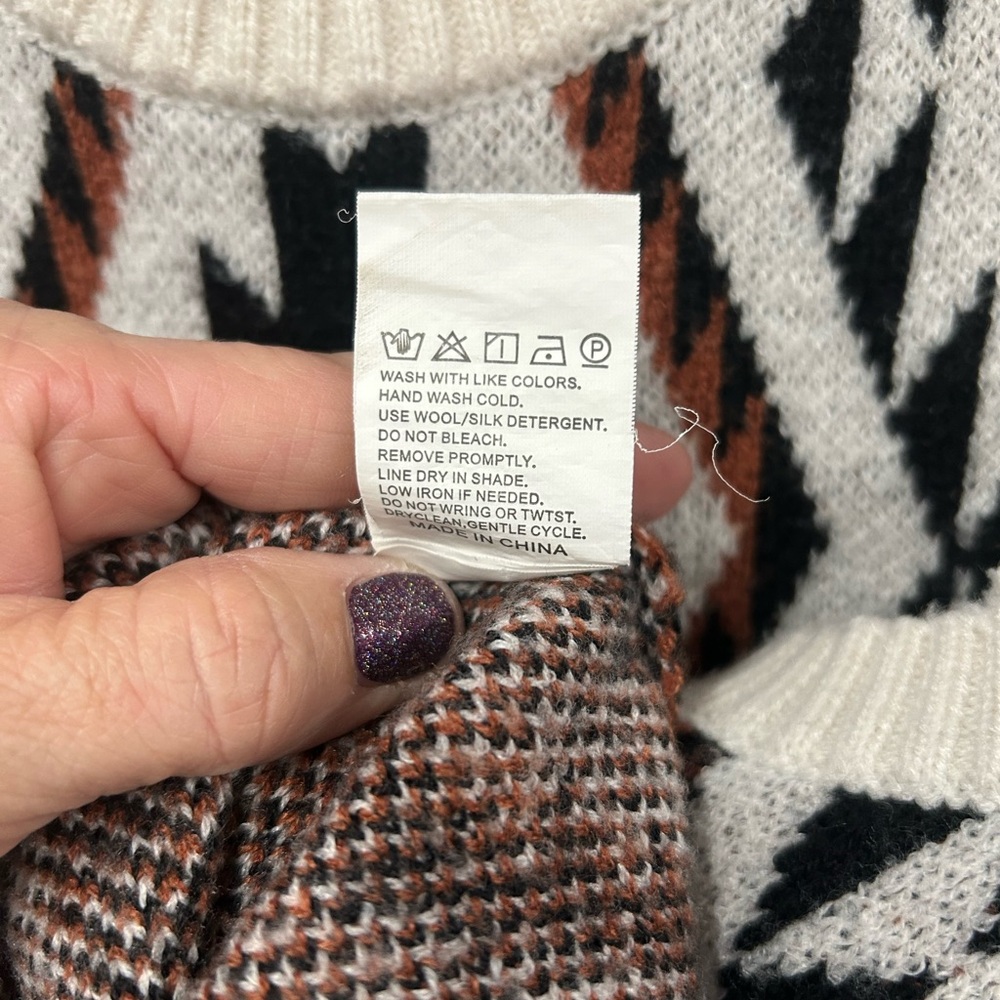 P
WASH WITH LIKE COLORS.
HAND WASH COLD.
USE WOOL/SILK DETERGENT.
DO NOT BLEACH.
REMOVE PROMPTLY.
LINE DRY IN SHADE.
LOW IRON IF NEEDED.
DO NOT WRING OR TWTST.
DRYCLEAN,GENTLE CYCLE.
MADE IN CHINA